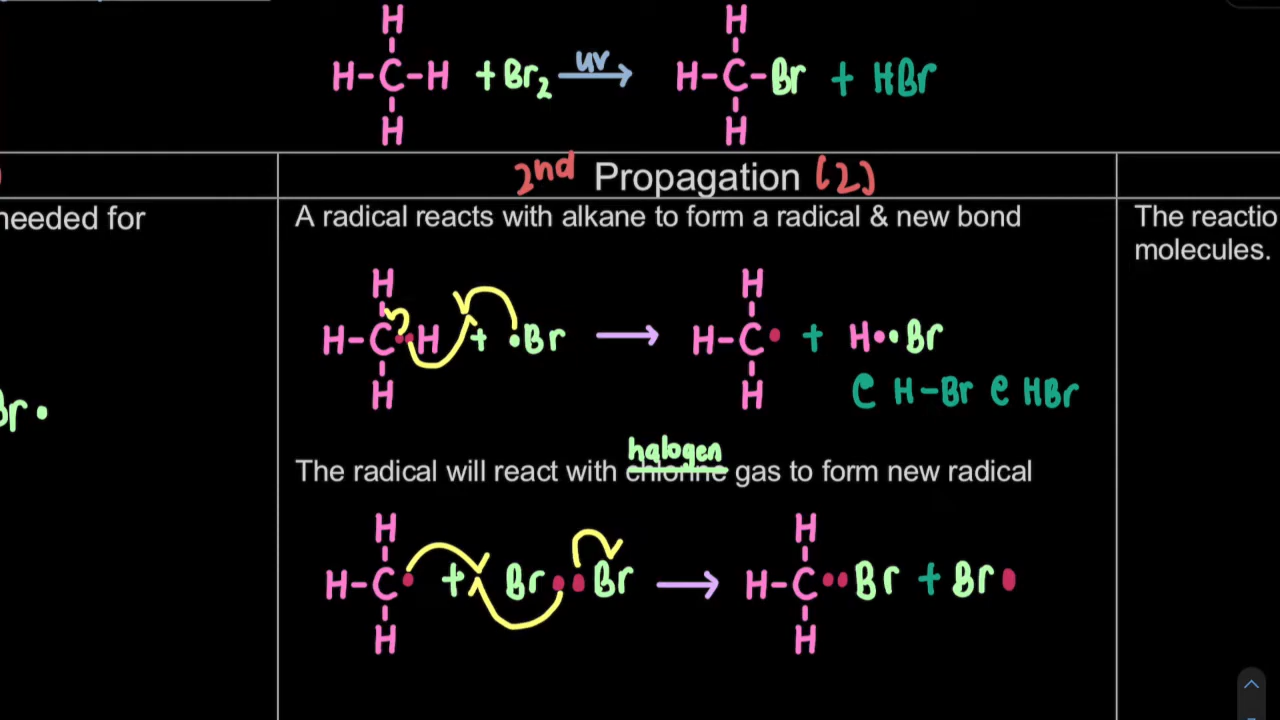 H
H
H-C-H + Br2 uv → H-C-Br + HBr
H
H
)
2nd Propagation (2)
needed for
A radical reacts with alkane to form a radical & new bond
The reactio
molecules.
H
H
H-C••H + •Br → H-C• + H••Br
H
H
H-Br
HBr
Br •
halogen
The radical will react with chlorine gas to form new radical
H
H
H-C• + Br••Br → H-C••Br + Br•
H
H